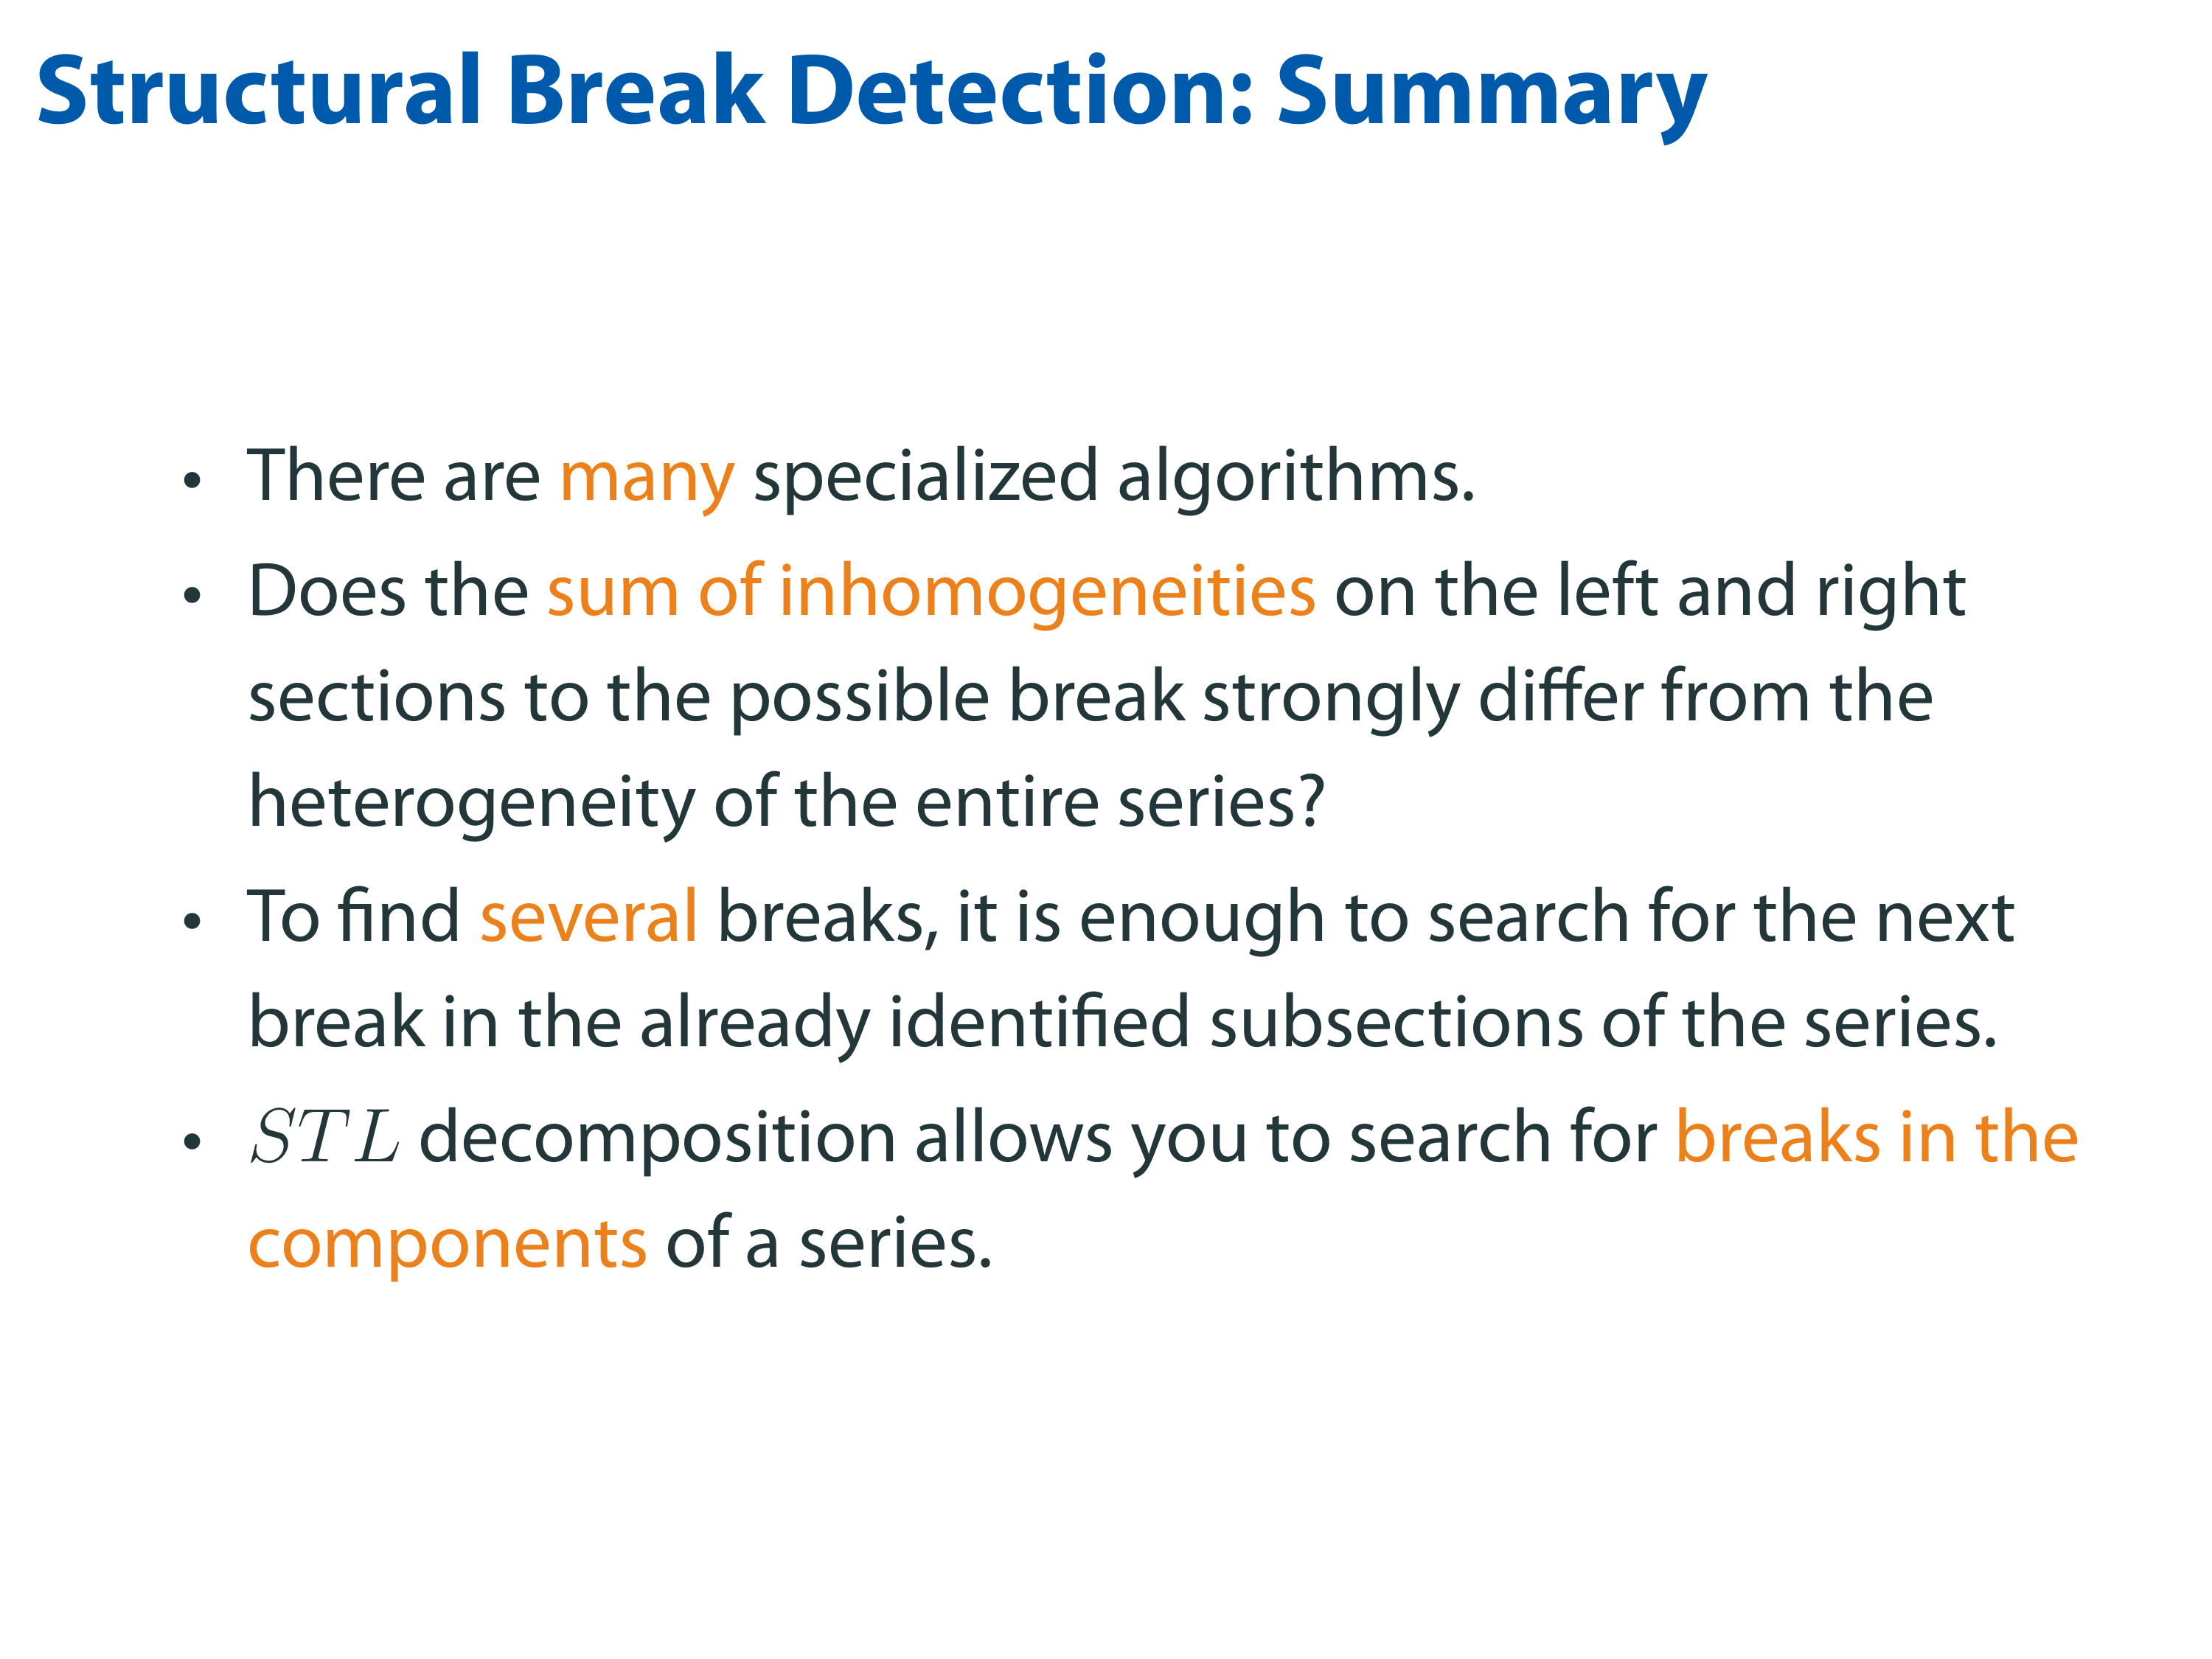 Structural Break Detection: Summary
• There are many specialized algorithms.
• Does the sum of inhomogeneities on the left and right
sections to the possible break strongly differ from the
heterogeneity of the entire series?
• To find several breaks, it is enough to search for the next
break in the already identified subsections of the series.
• STL decomposition allows you to search for breaks in the
components of a series.